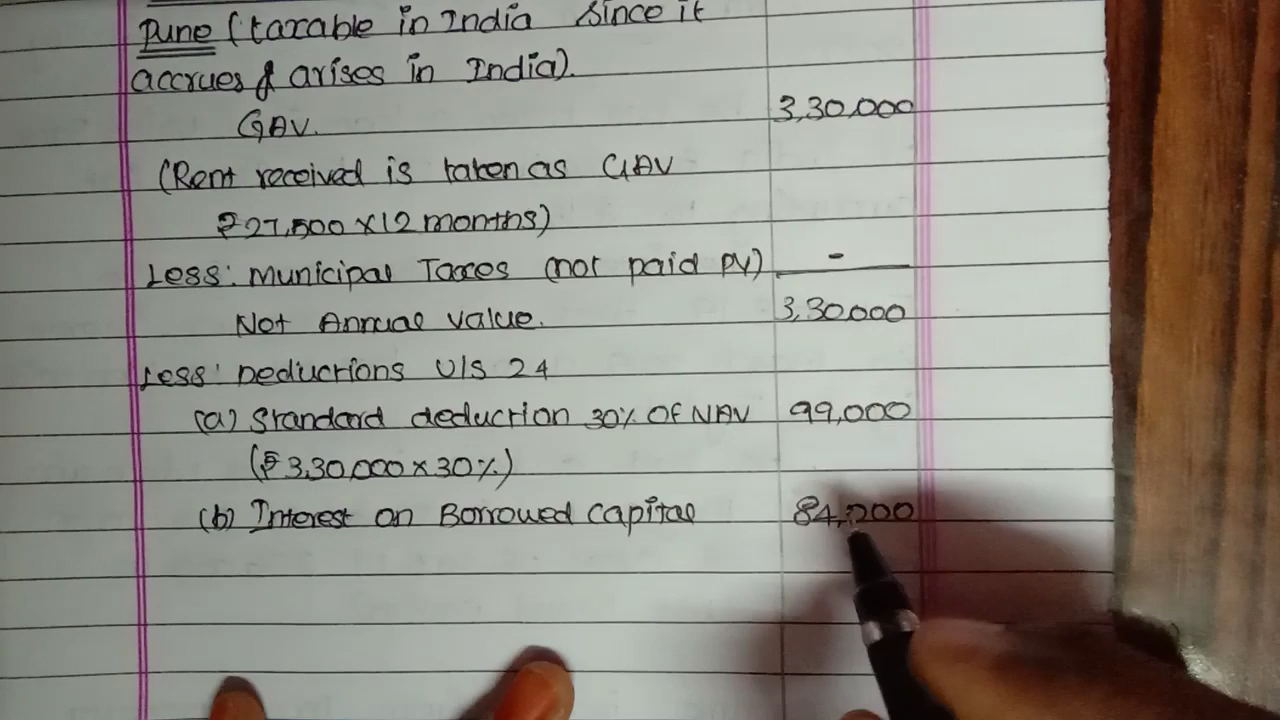 Pune (taxable in India since it
accrues & arises in India).
GAV. 3,30,000
(Rent received is taken as GAV
₹27,500 x 12 months)
Less: Municipal Taxes (not paid PY) -
Net Annual value. 3,30,000
Less: Deductions U/S 24
(a) Standard deduction 30% OF NAV 99,000
(₹3,30,000 x 30%)
(b) Interest on Borrowed capital 84,000